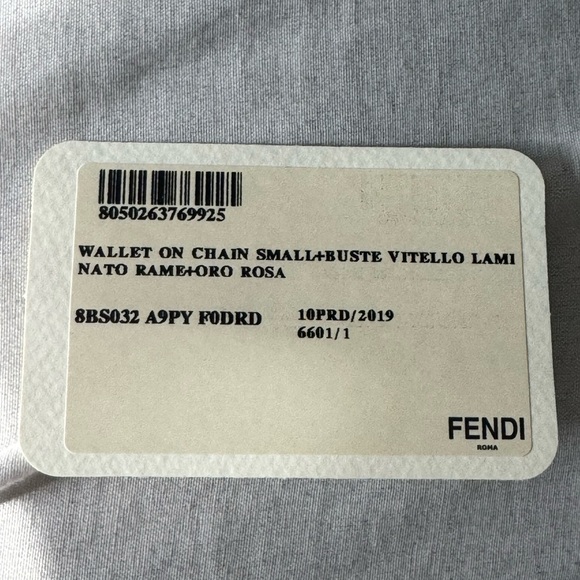 8050263769925
WALLET ON CHAIN SMALL+BUSTE VITELLO LAMI
NATO RAME+ORO ROSA
8BS032 A9PY F0DRD 10PRD/2019
6601/1
FENDI
ROMA